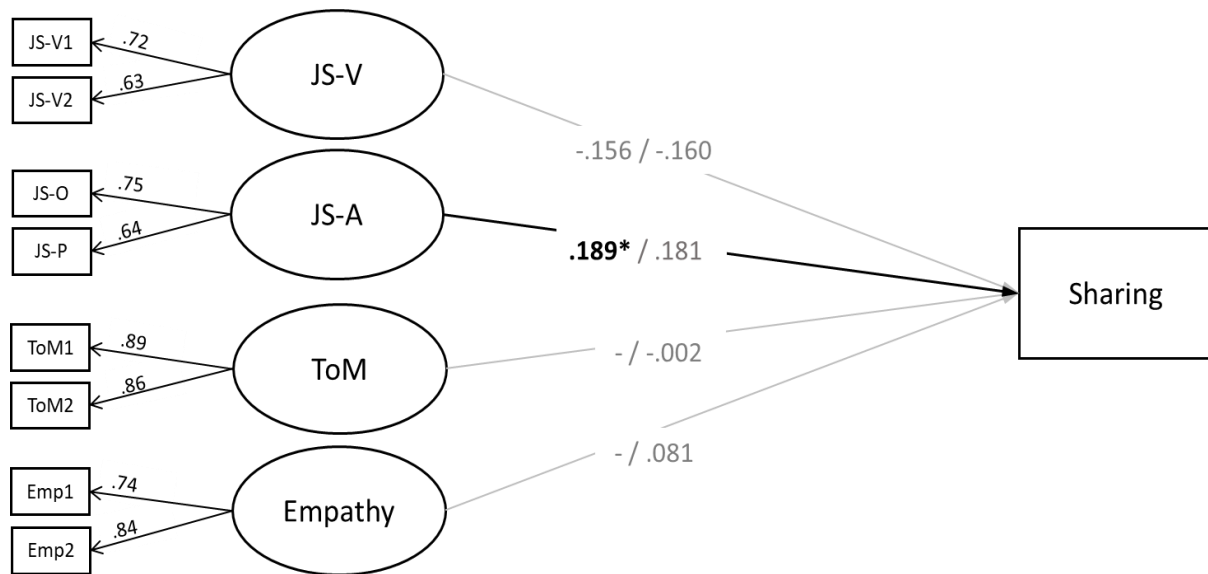 JS-V1
.72
JS-V2
.63
JS-V
-.156 / -.160
JS-O
.75
JS-P
.64
JS-A
.189* / .181
Sharing
ToM1
.89
ToM2
.86
ToM
- / -.002
Emp1
.74
Emp2
.84
Empathy
- / .081